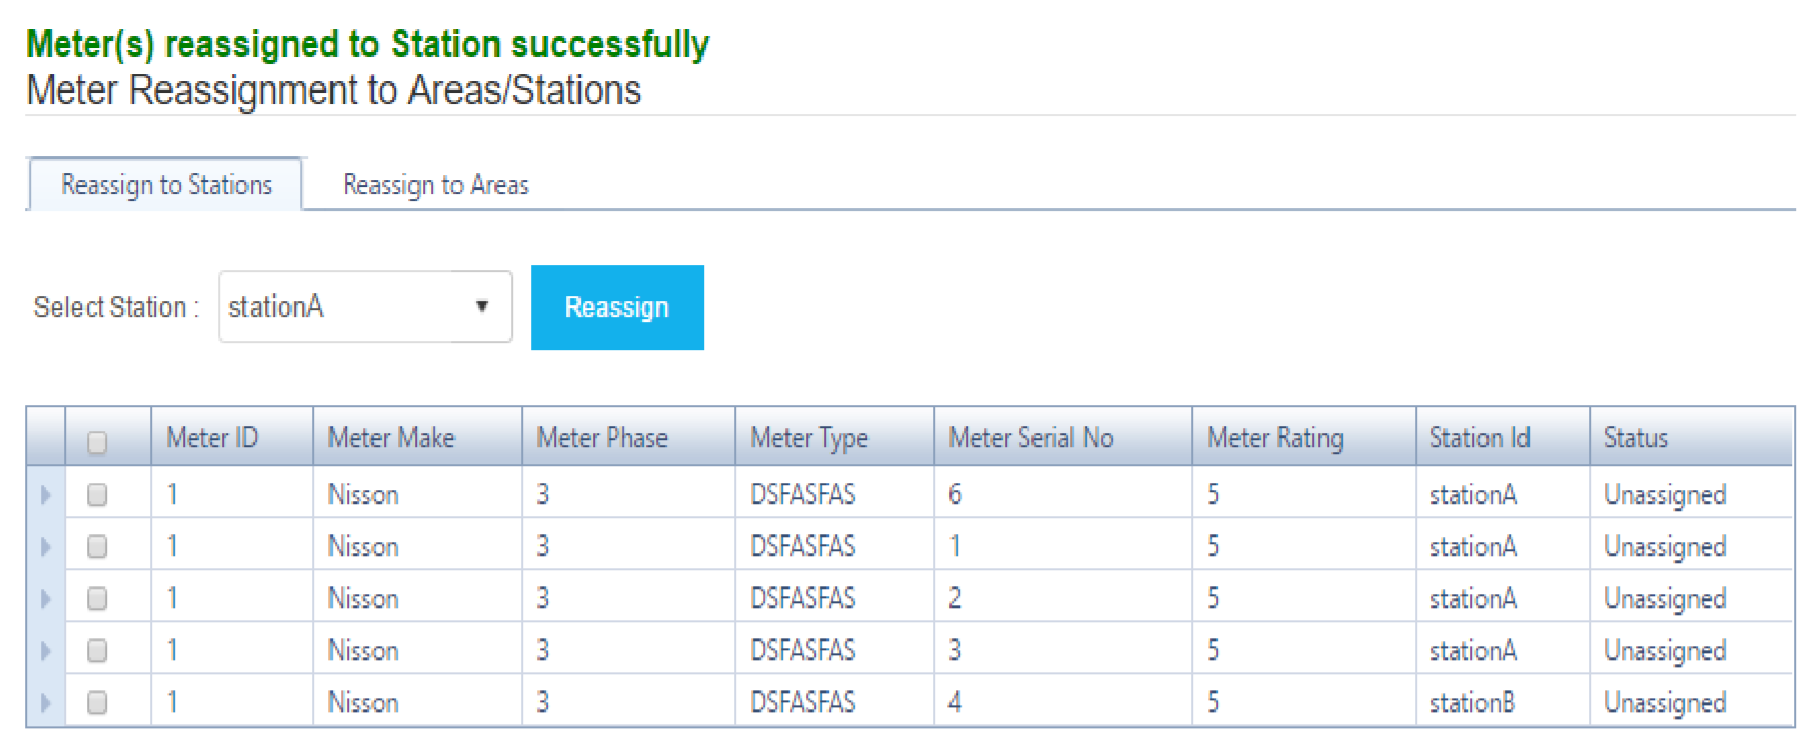 Meter(s) reassigned to Station successfully
Meter Reassignment to Areas/Stations
Reassign to Stations Reassign to Areas
Select Station : stationA Reassign
Meter ID Meter Make Meter Phase Meter Type Meter Serial No Meter Rating Station Id Status
1 Nisson 3 DSFASFAS 6 5 stationA Unassigned
1 Nisson 3 DSFASFAS 1 5 stationA Unassigned
1 Nisson 3 DSFASFAS 2 5 stationA Unassigned
1 Nisson 3 DSFASFAS 3 5 stationA Unassigned
1 Nisson 3 DSFASFAS 4 5 stationB Unassigned